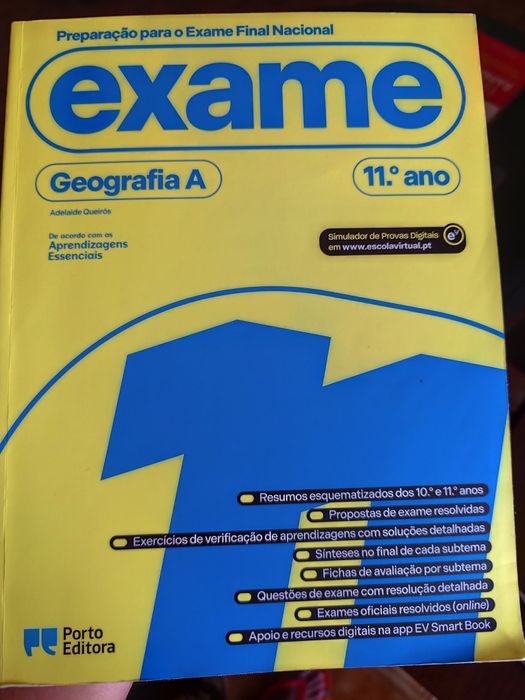 Preparação para o Exame Final Nacional
exame
Geografia A
11.º ano
Adelaide Queirós
De acordo com as
Aprendizagens
Essenciais
Simulador de Provas Digitais
em www.escolavirtual.pt
eV
11
Resumos esquematizados dos 10.º e 11.º anos
Propostas de exame resolvidas
Exercícios de verificação de aprendizagens com soluções detalhadas
Sínteses no final de cada subtema
Fichas de avaliação por subtema
Questões de exame com resolução detalhada
Exames oficiais resolvidos (online)
Apoio e recursos digitais na app EV Smart Book
Porto
Editora